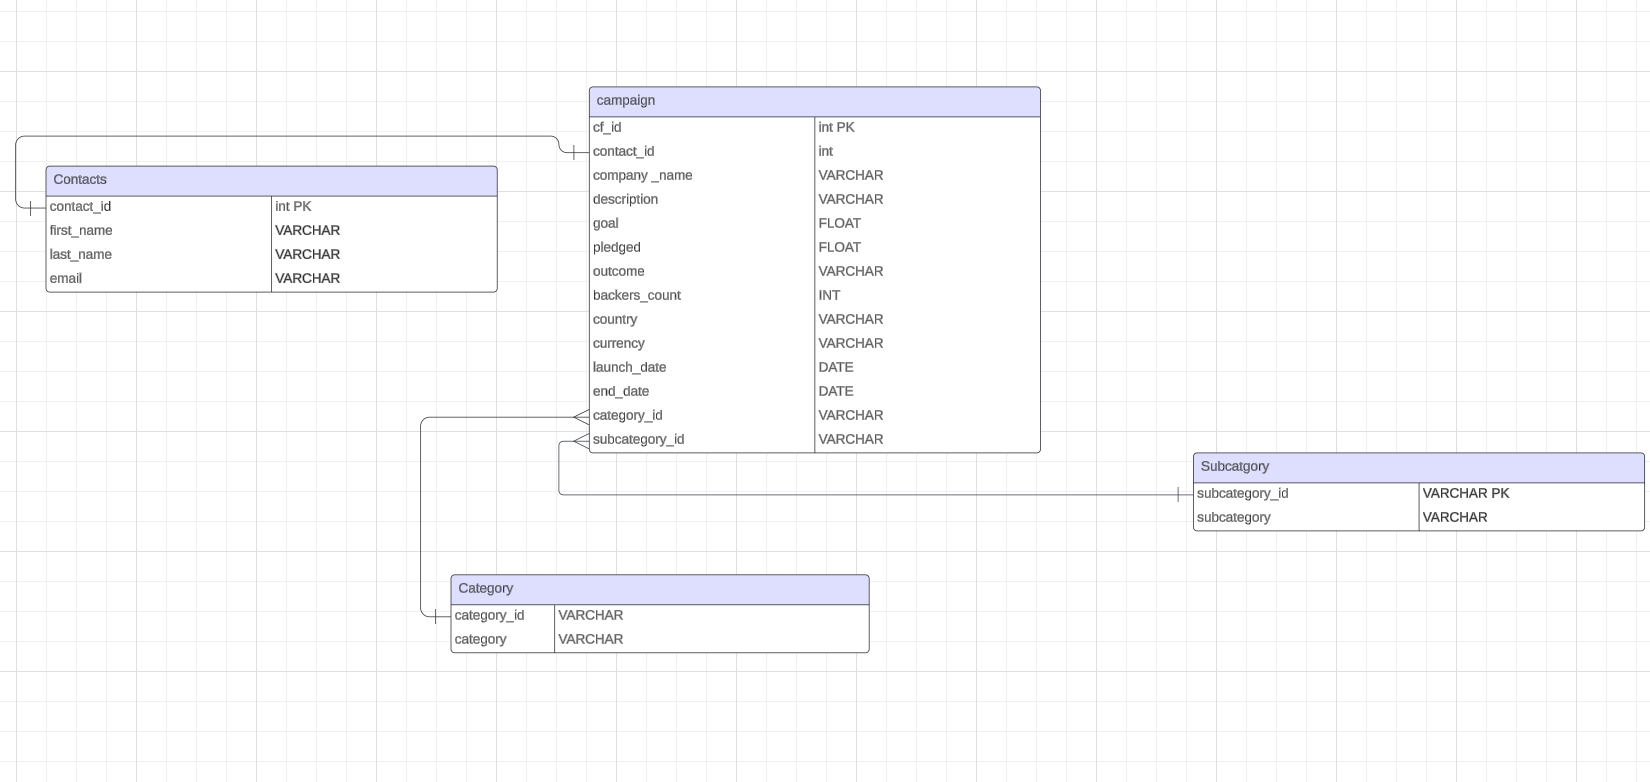 campaign
cf_id int PK
contact_id int
company _name VARCHAR
description VARCHAR
goal FLOAT
pledged FLOAT
outcome VARCHAR
backers_count INT
country VARCHAR
currency VARCHAR
launch_date DATE
end_date DATE
category_id VARCHAR
subcategory_id VARCHAR
Contacts
contact_id int PK
first_name VARCHAR
last_name VARCHAR
email VARCHAR
Subcatgory
subcategory_id VARCHAR PK
subcategory VARCHAR
Category
category_id VARCHAR
category VARCHAR